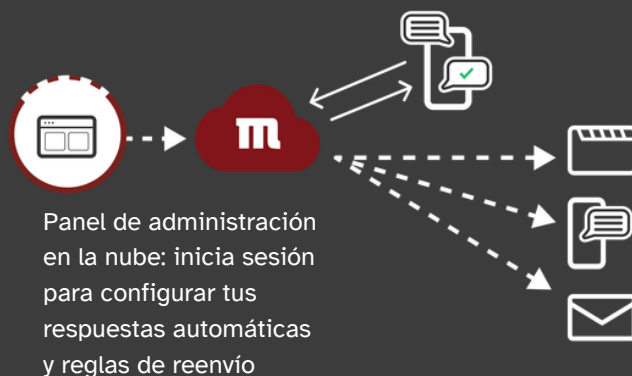 m
Panel de administración
en la nube: inicia sesión
para configurar tus
respuestas automáticas
y reglas de reenvío